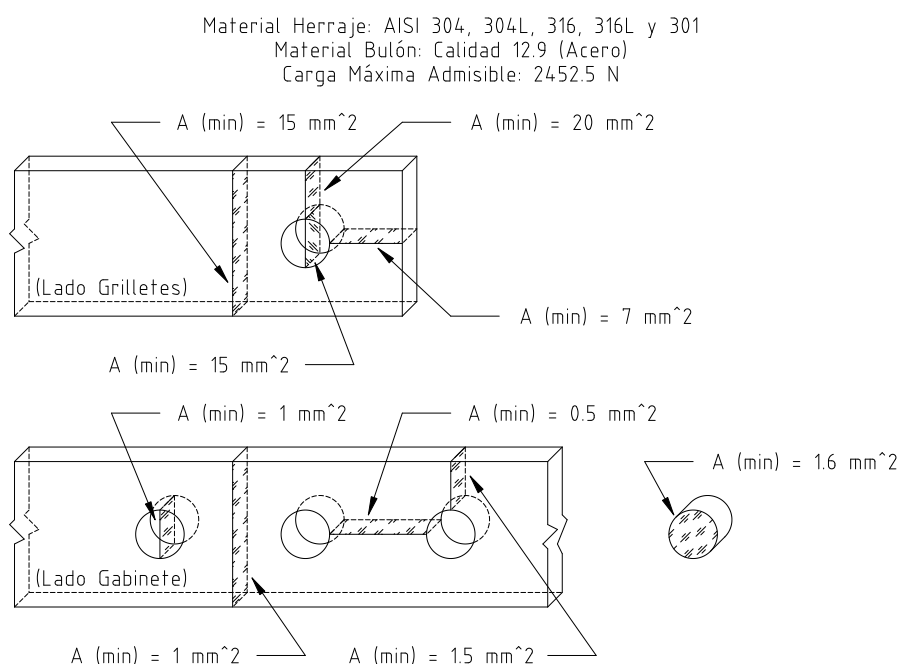 Material Herraje: AISI 304, 304L, 316, 316L y 301
Material Bulón: Calidad 12.9 (Acero)
Carga Máxima Admisible: 2452.5 N
A (min) = 15 mm^2
A (min) = 20 mm^2
(Lado Grilletes)
A (min) = 7 mm^2
A (min) = 15 mm^2
A (min) = 1 mm^2
A (min) = 0.5 mm^2
A (min) = 1.6 mm^2
(Lado Gabinete)
A (min) = 1 mm^2
A (min) = 1.5 mm^2